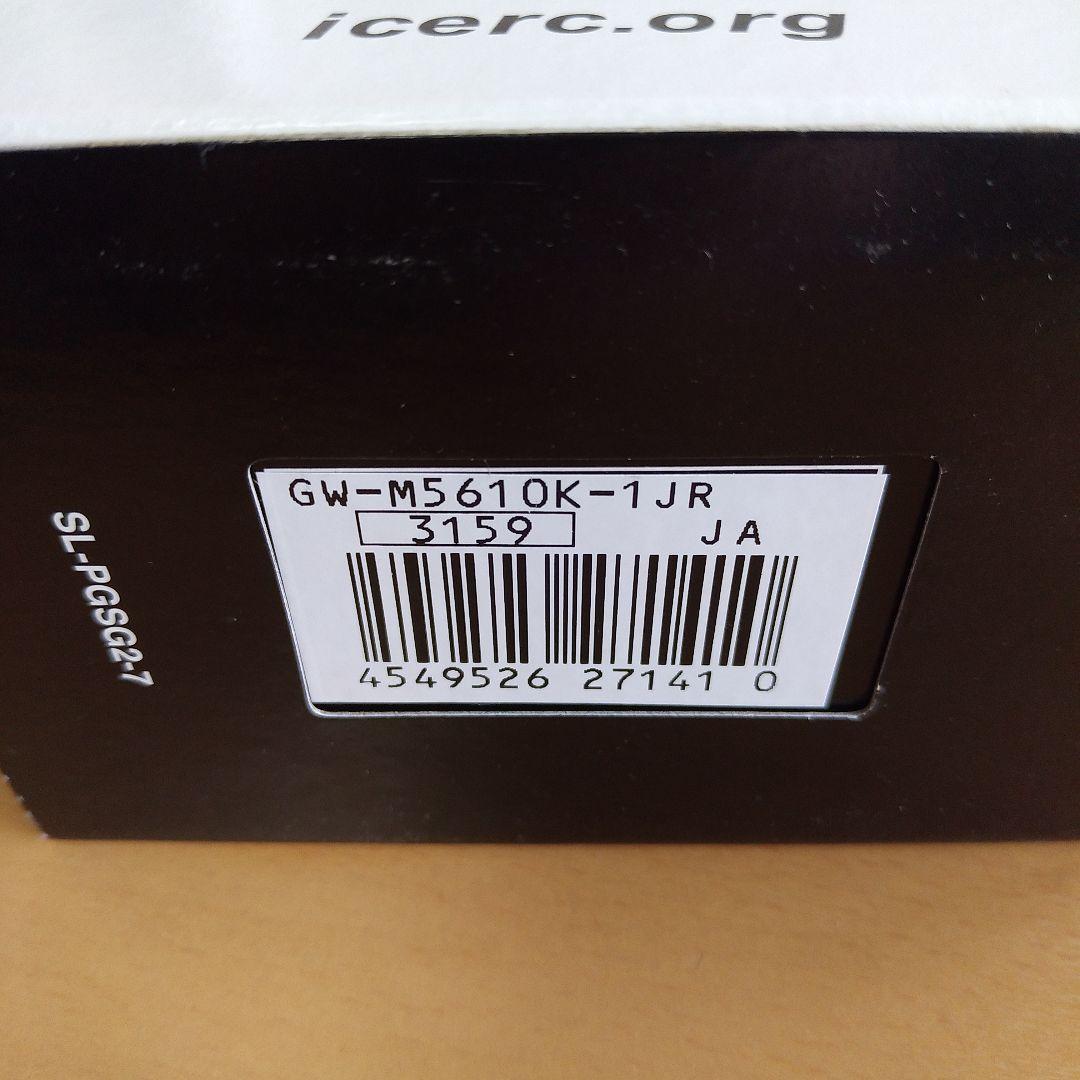 icerc.org
GW-M5610K-1JR
3159 JA
4549526 27141 0
SL-PGSG2-7